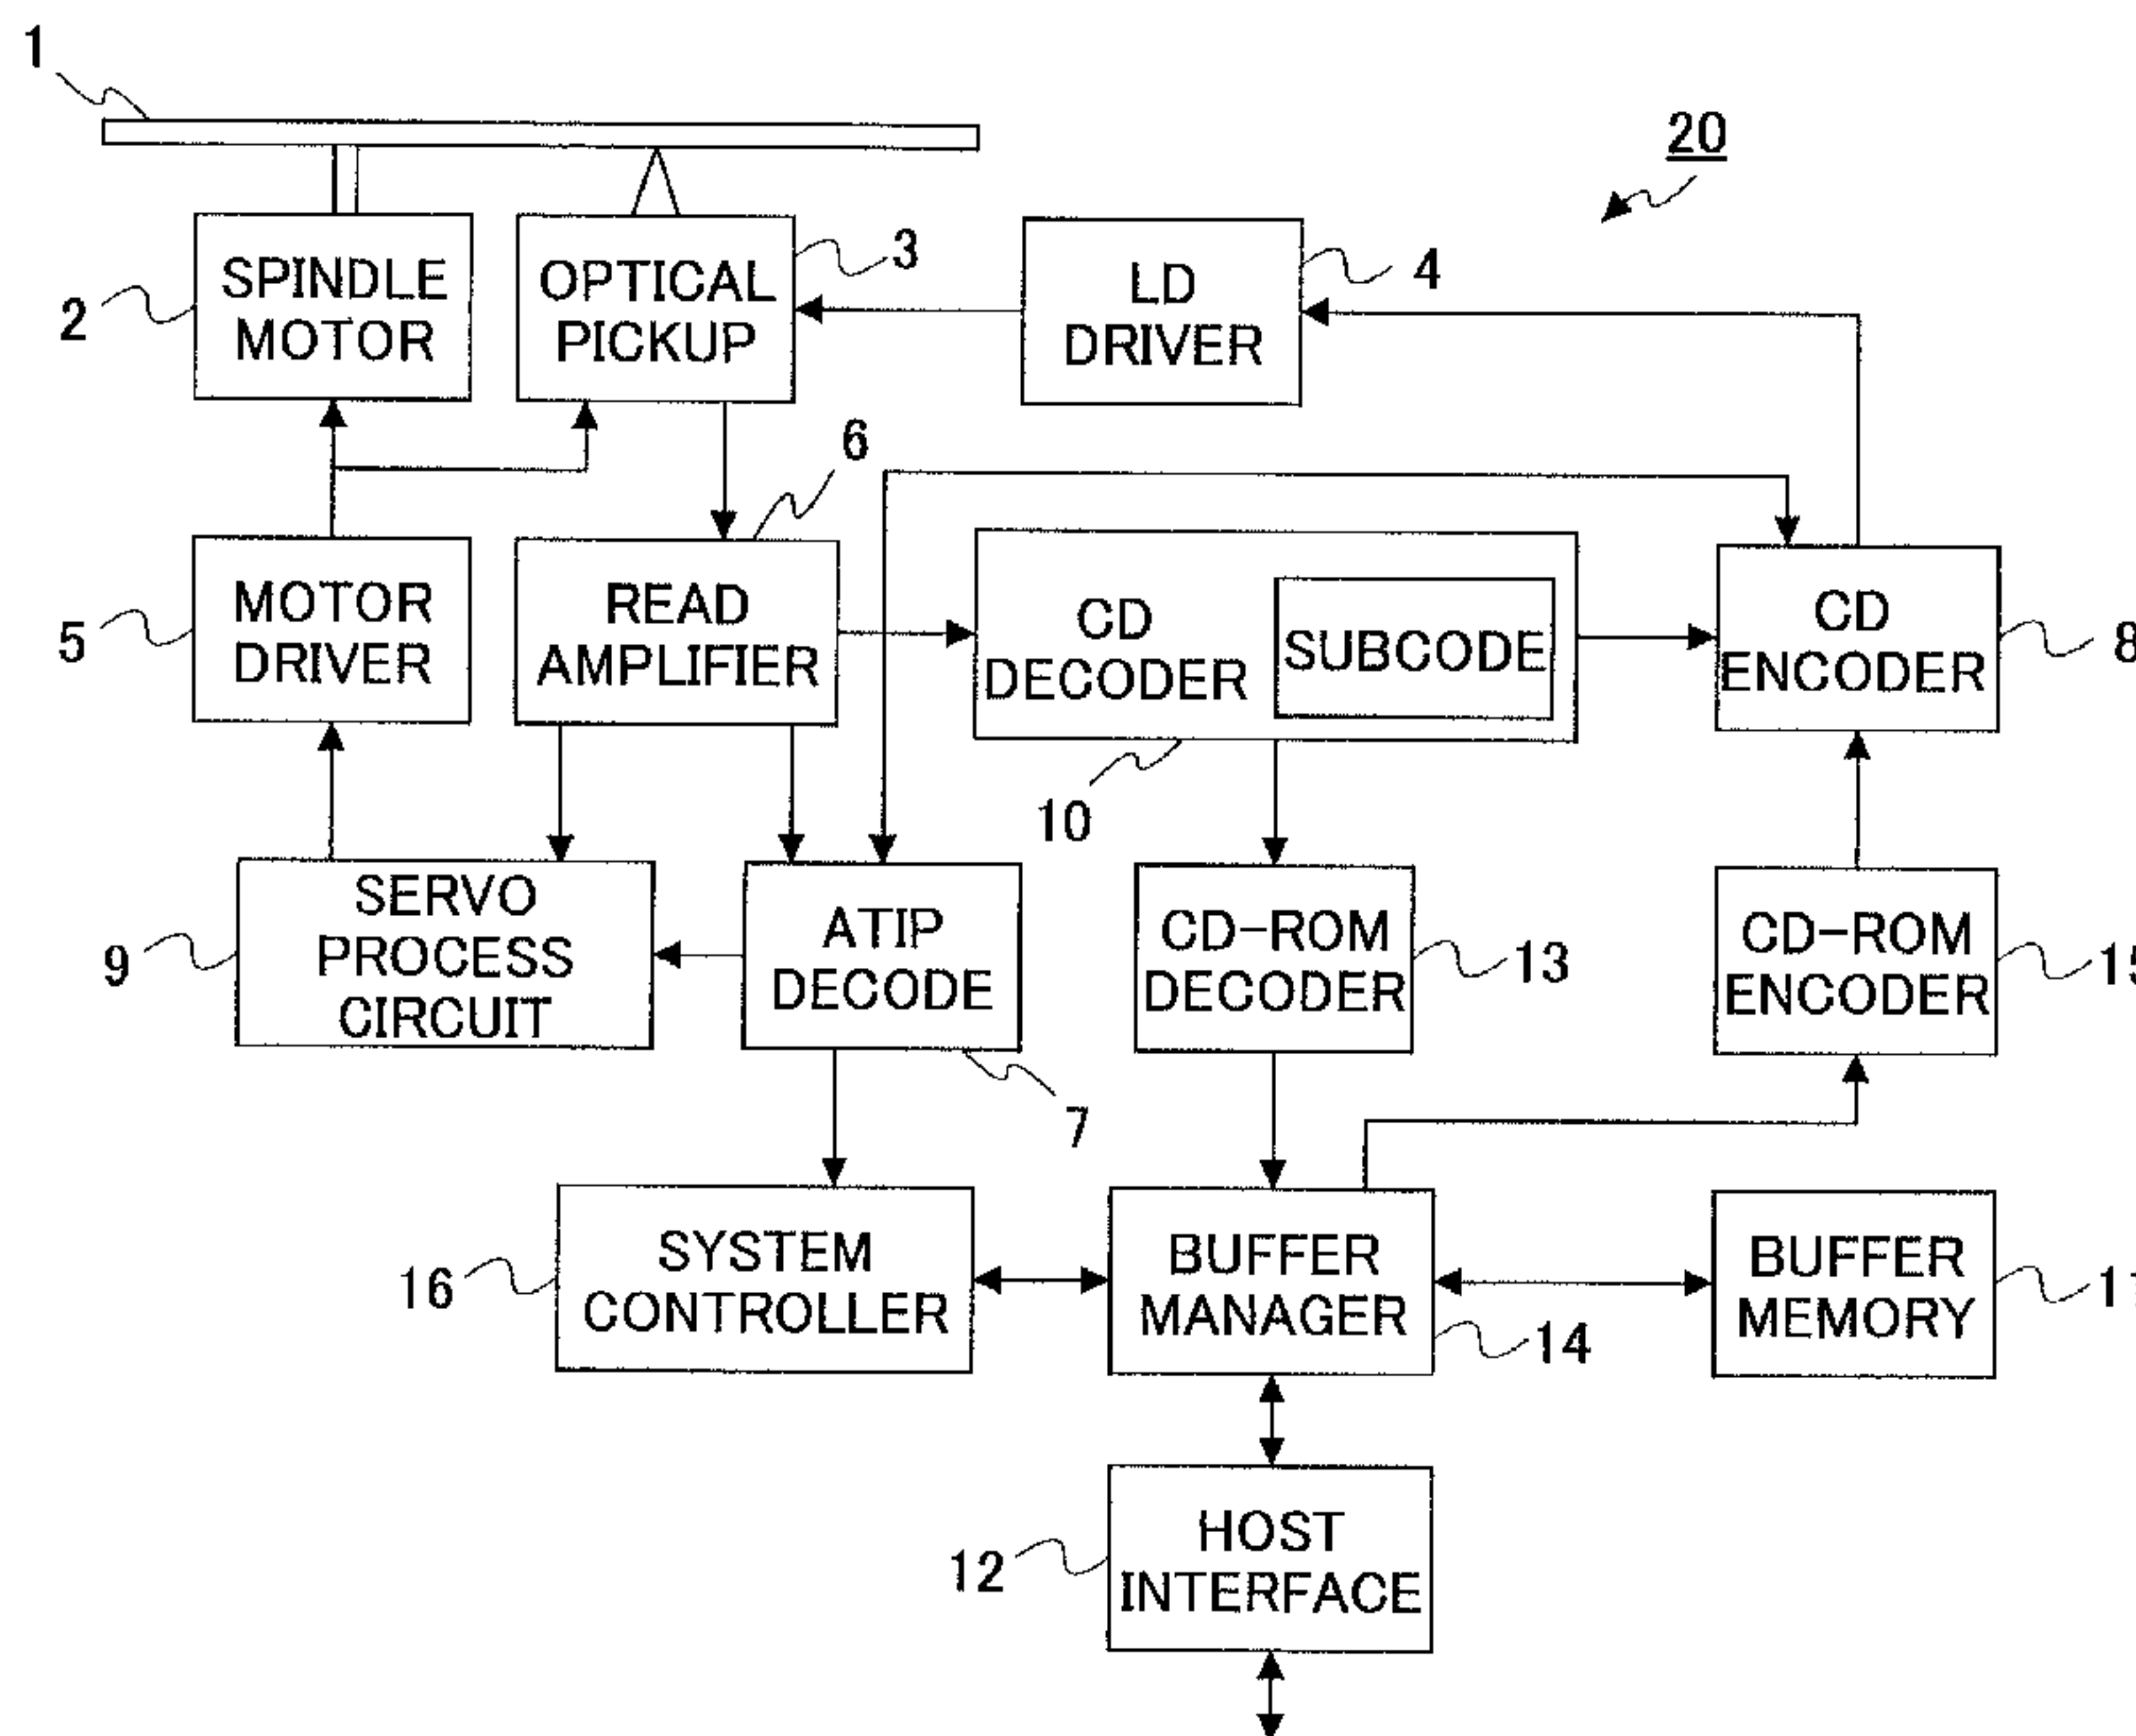 1
20
SPINDLE
MOTOR
2
OPTICAL
PICKUP
3
LD
DRIVER
4
6
MOTOR
DRIVER
5
READ
AMPLIFIER
CD
DECODER
SUBCODE
10
CD
ENCODER
8
SERVO
PROCESS
CIRCUIT
9
ATIP
DECODE
7
CD-ROM
DECODER
13
CD-ROM
ENCODER
15
SYSTEM
CONTROLLER
16
BUFFER
MANAGER
14
BUFFER
MEMORY
HOST
INTERFACE
12